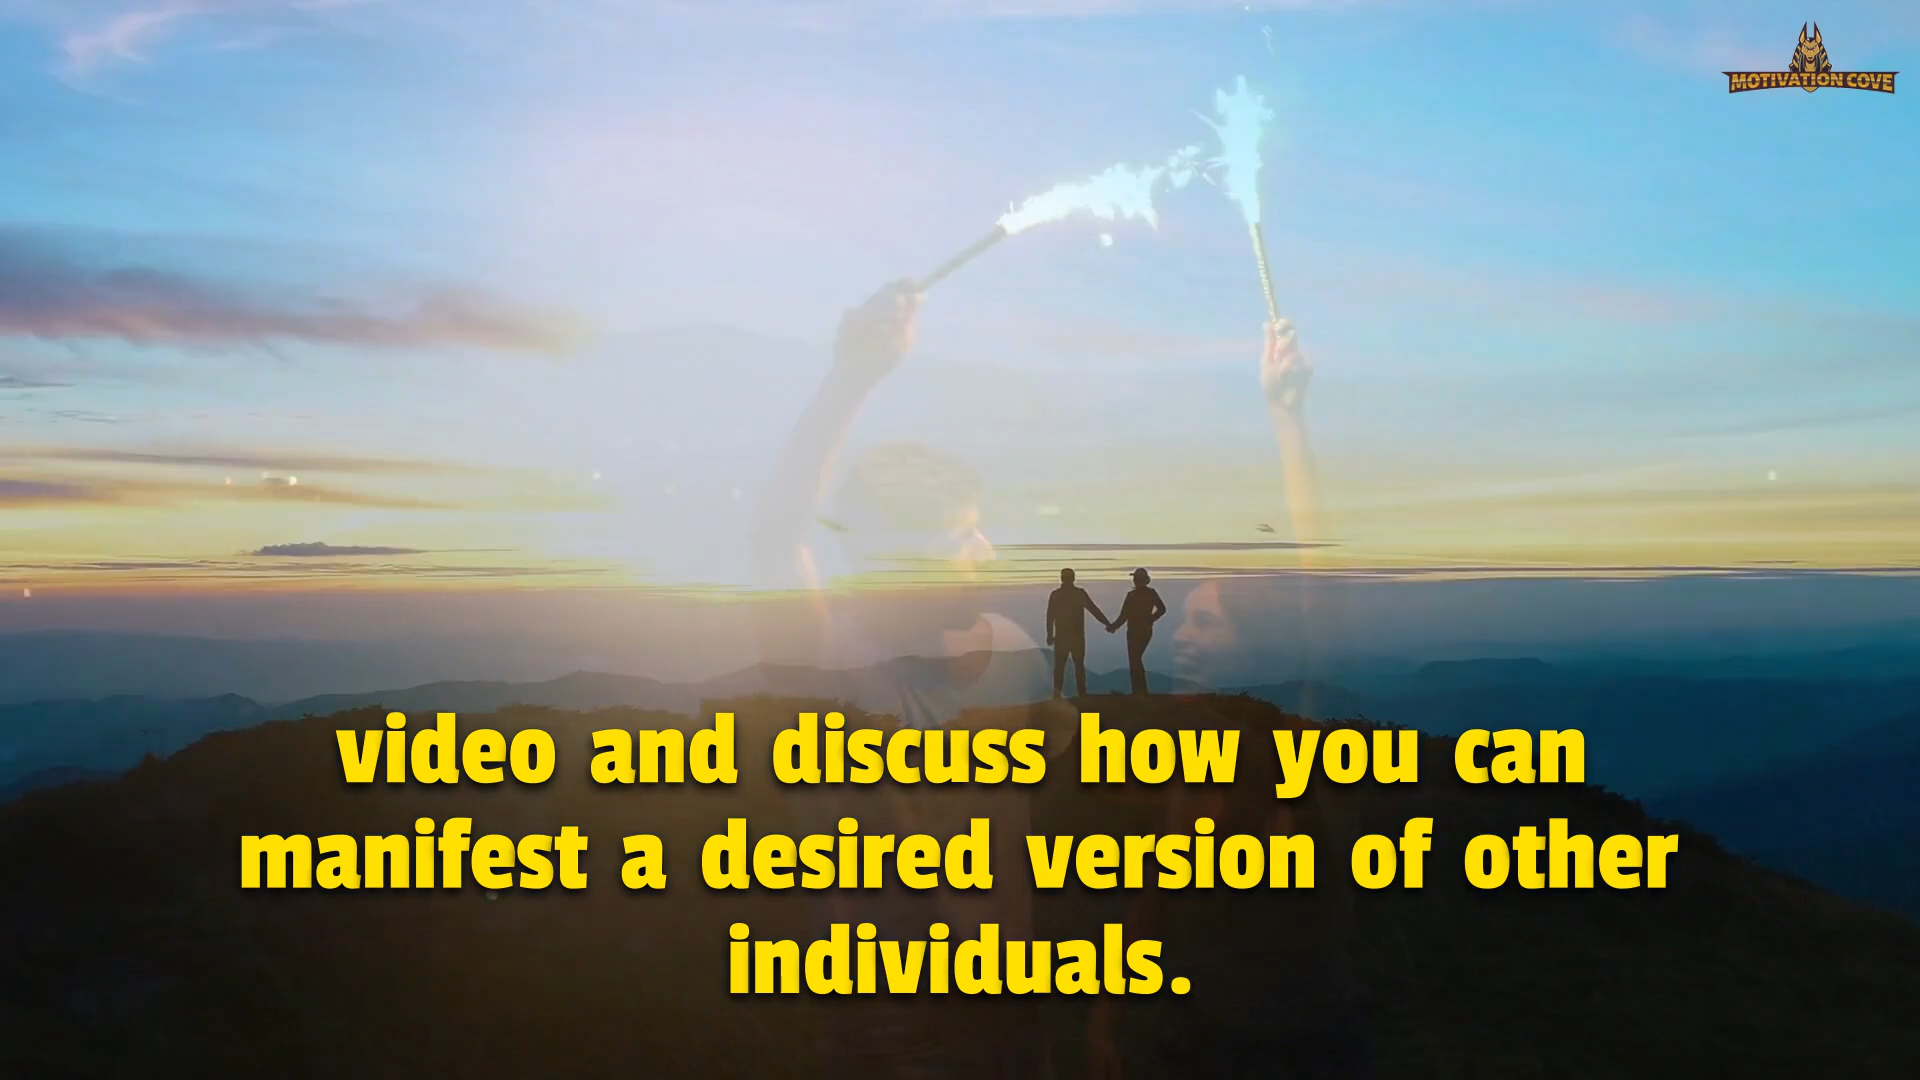 MOTIVATION COVE
video and discuss how you can
manifest a desired version of other
individuals.